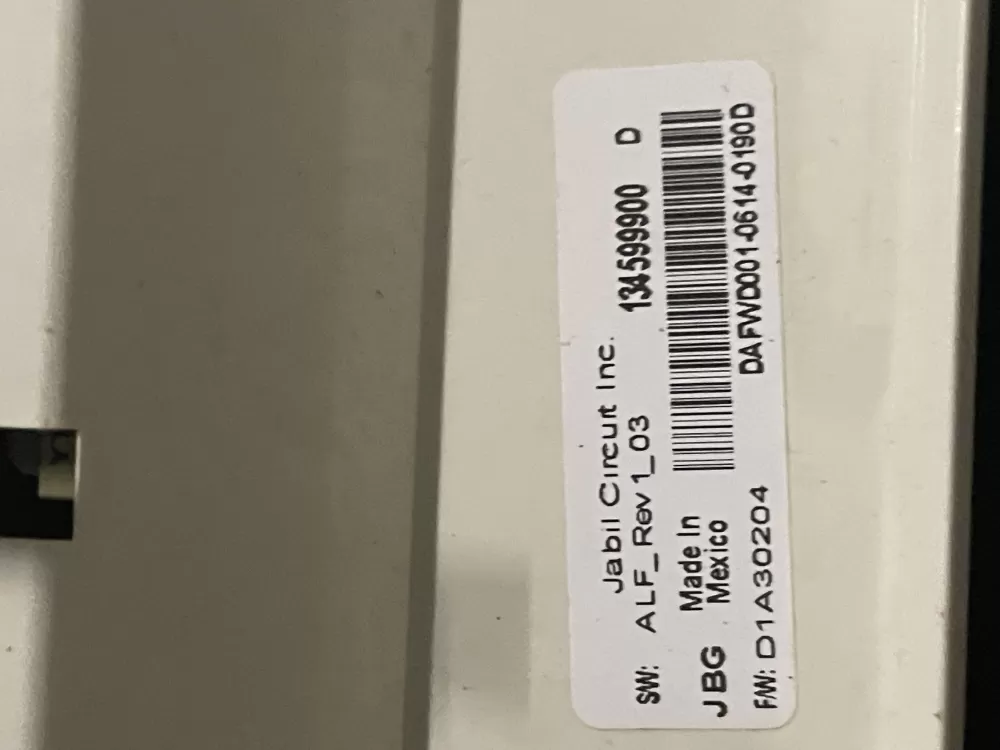 Jabil Circuit Inc.
SW: ALF_Rev1_03 134599900 D
JBG Made In
Mexico
DAFWD001-0614-0190D
F/W: D1A30204